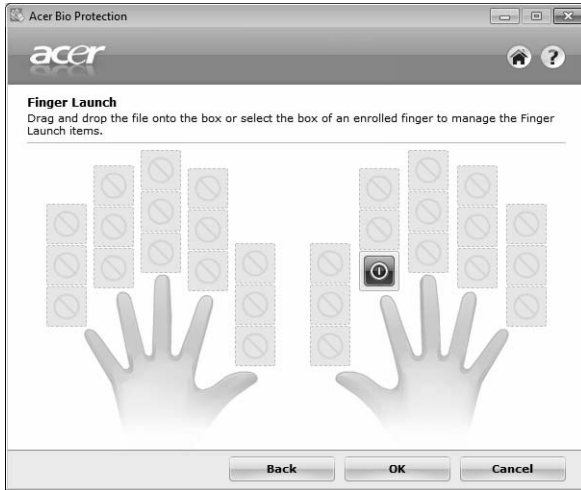 Acer Bio Protection
acer
?
Finger Launch
Drag and drop the file onto the box or select the box of an enrolled finger to manage the Finger
Launch items.
Back OK Cancel